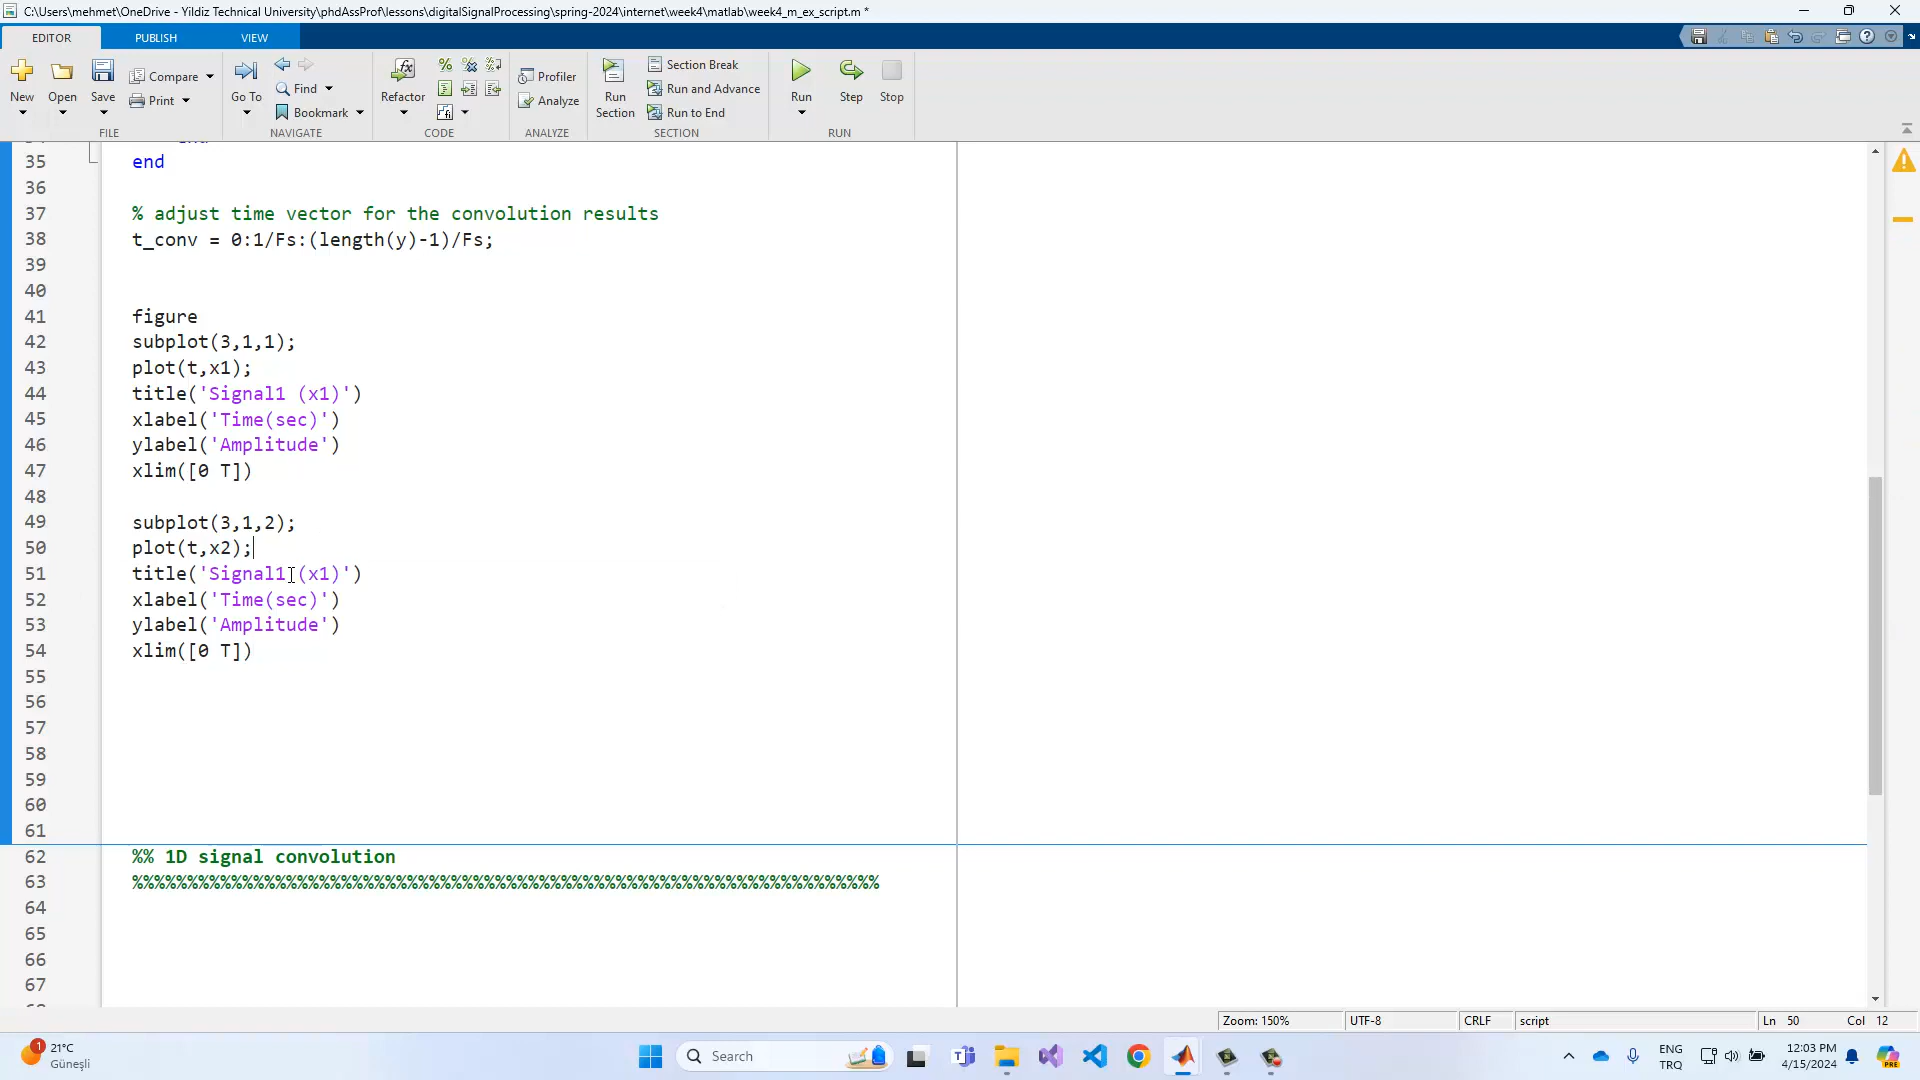 C:\Users\mehmet\OneDrive - Yildiz Technical University\phdAssProf\lessons\digitalSignalProcessing\spring-2024\internet\week4\matlab\week4_m_ex_script.m *
EDITOR PUBLISH VIEW
New Open Save Compare Print
Go To Find Bookmark
Refactor
Profiler Analyze
Run Section
Section Break
Run and Advance
Run to End
Run Step Stop
FILE NAVIGATE CODE ANALYZE SECTION RUN
35 end
36
37 % adjust time vector for the convolution results
38 t_conv = 0:1/Fs:(length(y)-1)/Fs;
39
40
41 figure
42 subplot(3,1,1);
43 plot(t,x1);
44 title('Signal1 (x1)')
45 xlabel('Time(sec)')
46 ylabel('Amplitude')
47 xlim([0 T])
48
49 subplot(3,1,2);
50 plot(t,x2);
51 title('Signal1 (x1)')
52 xlabel('Time(sec)')
53 ylabel('Amplitude')
54 xlim([0 T])
55
56
57
58
59
60
61
62 %% 1D signal convolution
63 %%%%%%%%%%%%%%%%%%%%%%%%%%%%%%%%%%%%%%%%%%%%%%%%%%%%%%%%%%%%%%%%%%%%
64
65
66
67
Zoom: 150% UTF-8 CRLF script Ln 50 Col 12
1 21°C
Güneşli
Search
ENG
TRQ
12:03 PM
4/15/2024
PRE